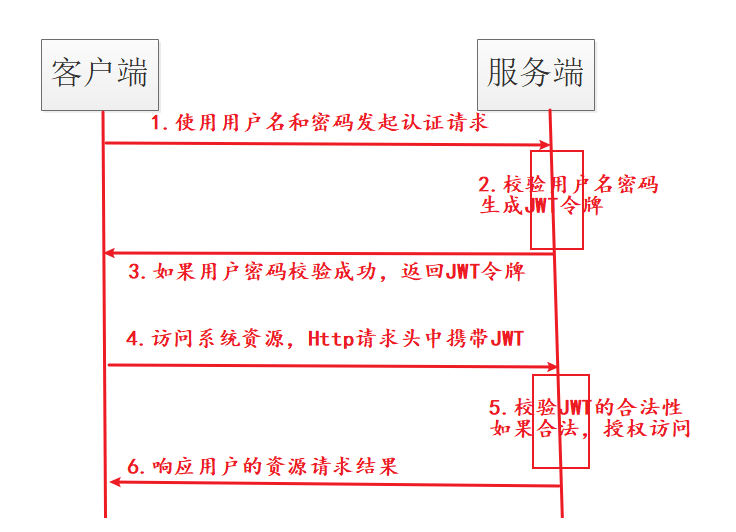 客户端
服务端
1.使用用户名和密码发起认证请求
2.校验用户名密码
生成JWT令牌
3.如果用户密码校验成功，返回JWT令牌
4.访问系统资源，Http请求头中携带JWT
5.校验JWT的合法性
如果合法，授权访问
6.响应用户的资源请求结果